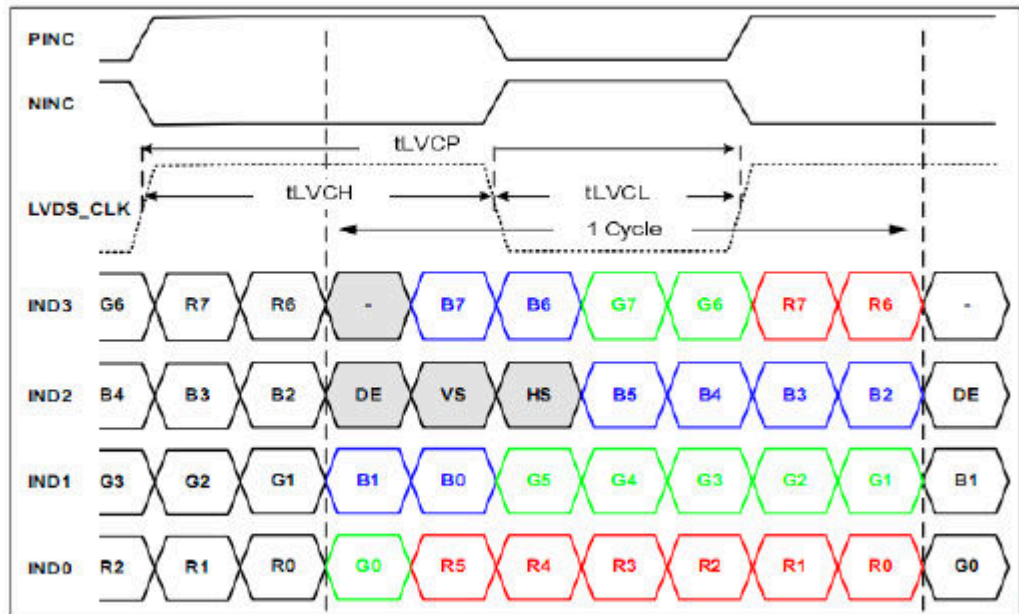 PINC
NINC
tLVCP
tLVCH tLVCL
LVDS_CLK
1 Cycle
IND3 G6 R7 R6 - B7 B6 G7 G6 R7 R6 -
IND2 B4 B3 B2 DE VS HS B5 B4 B3 B2 DE
IND1 G3 G2 G1 B1 B0 G5 G4 G3 G2 G1 B1
IND0 R2 R1 R0 G0 R5 R4 R3 R2 R1 R0 G0